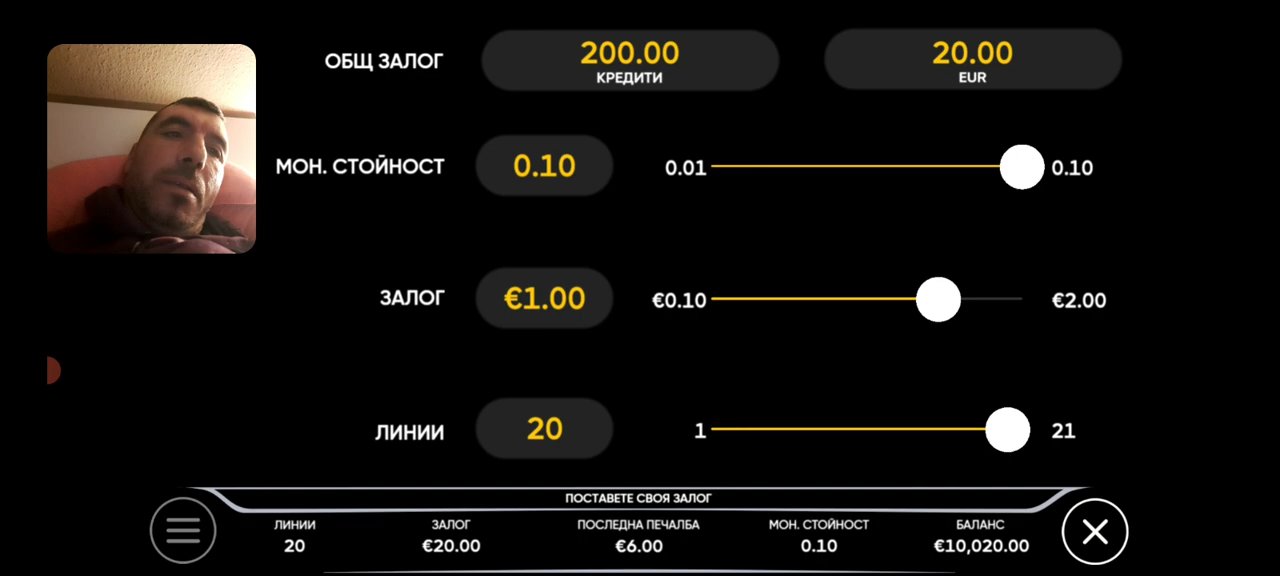 ОБЩ ЗАЛОГ
200.00
КРЕДИТИ
20.00
EUR
МОН. СТОЙНОСТ
0.10
0.01
0.10
ЗАЛОГ
€1.00
€0.10
€2.00
ЛИНИИ
20
1
21
ПОСТАВЕТЕ СВОЯ ЗАЛОГ
ЛИНИИ ЗАЛОГ ПОСЛЕДНА ПЕЧАЛБА МОН. СТОЙНОСТ БАЛАНС
20 €20.00 €6.00 0.10 €10,020.00